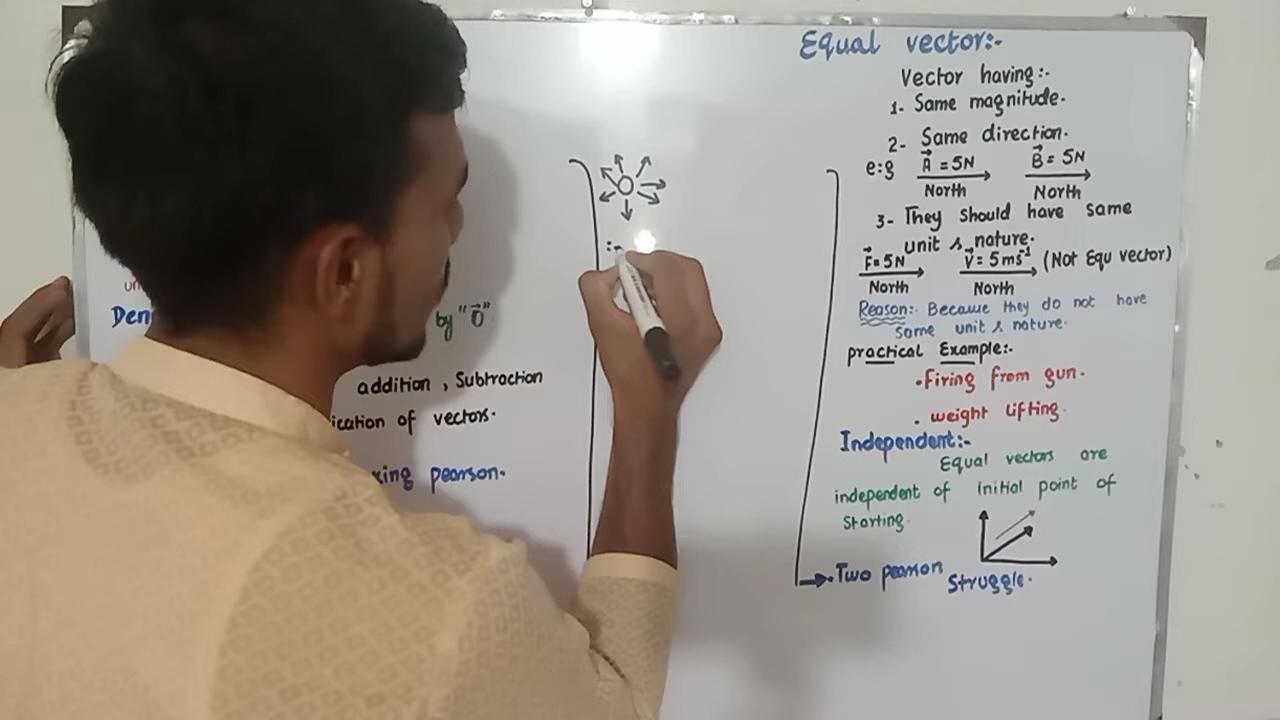 by "0⃗"
addition, Subtraction
of vectors.
pearson.
:-
Equal vector:-
Vector having:-
1- Same magnitude.
2- Same direction.
e:g A⃗ = 5N B⃗ = 5N
North North
3- They should have same
unit & nature.
F⃗ = 5N V⃗ = 5ms⁻¹ (Not Equ vector)
North North
Reason:- Because they do not have
same unit & nature.
practical Example:-
• Firing from gun.
• weight lifting.
Independent:-
Equal vectors are
independent of initial point of
starting.
• Two pearson Struggle.